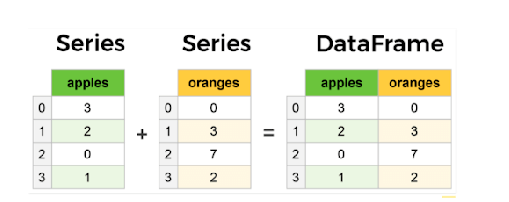 Series Series DataFrame
apples oranges apples oranges
0 3 0 0 0 3 0
1 2 + 1 3 = 1 2 3
2 0 2 7 2 0 7
3 1 3 2 3 1 2